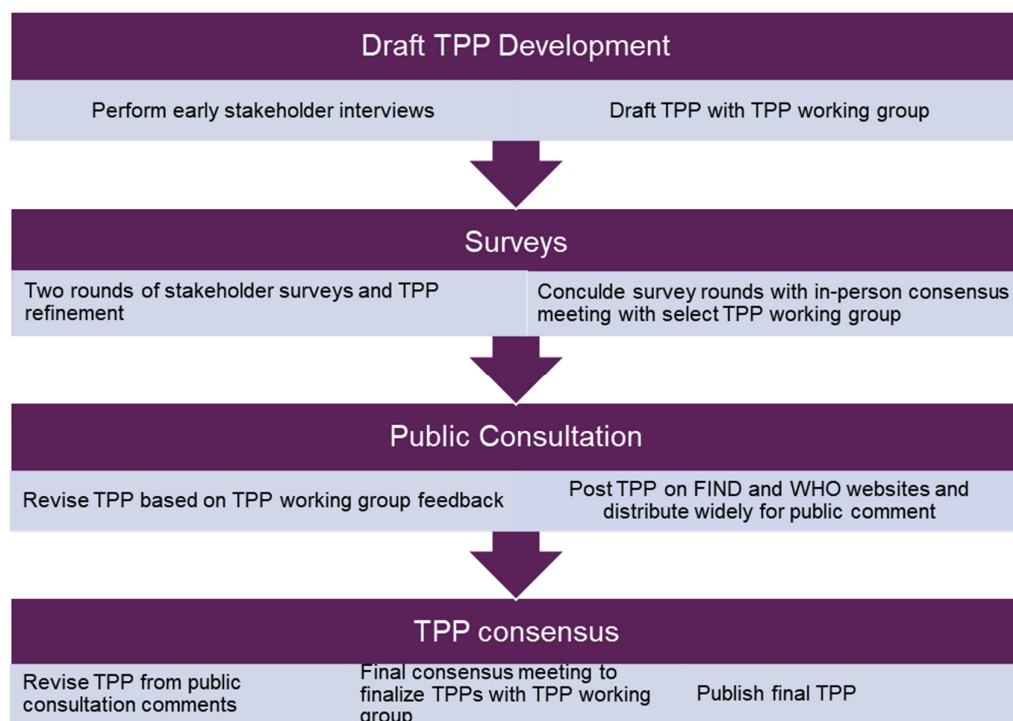 Draft TPP Development
Perform early stakeholder interviews
Draft TPP with TPP working group
Surveys
Two rounds of stakeholder surveys and TPP
refinement
Conculde survey rounds with in-person consensus
meeting with select TPP working group
Public Consultation
Revise TPP based on TPP working group feedback
Post TPP on FIND and WHO websites and
distribute widely for public comment
TPP consensus
Revise TPP from public
consultation comments
Final consensus meeting to
finalize TPPs with TPP working
group
Publish final TPP